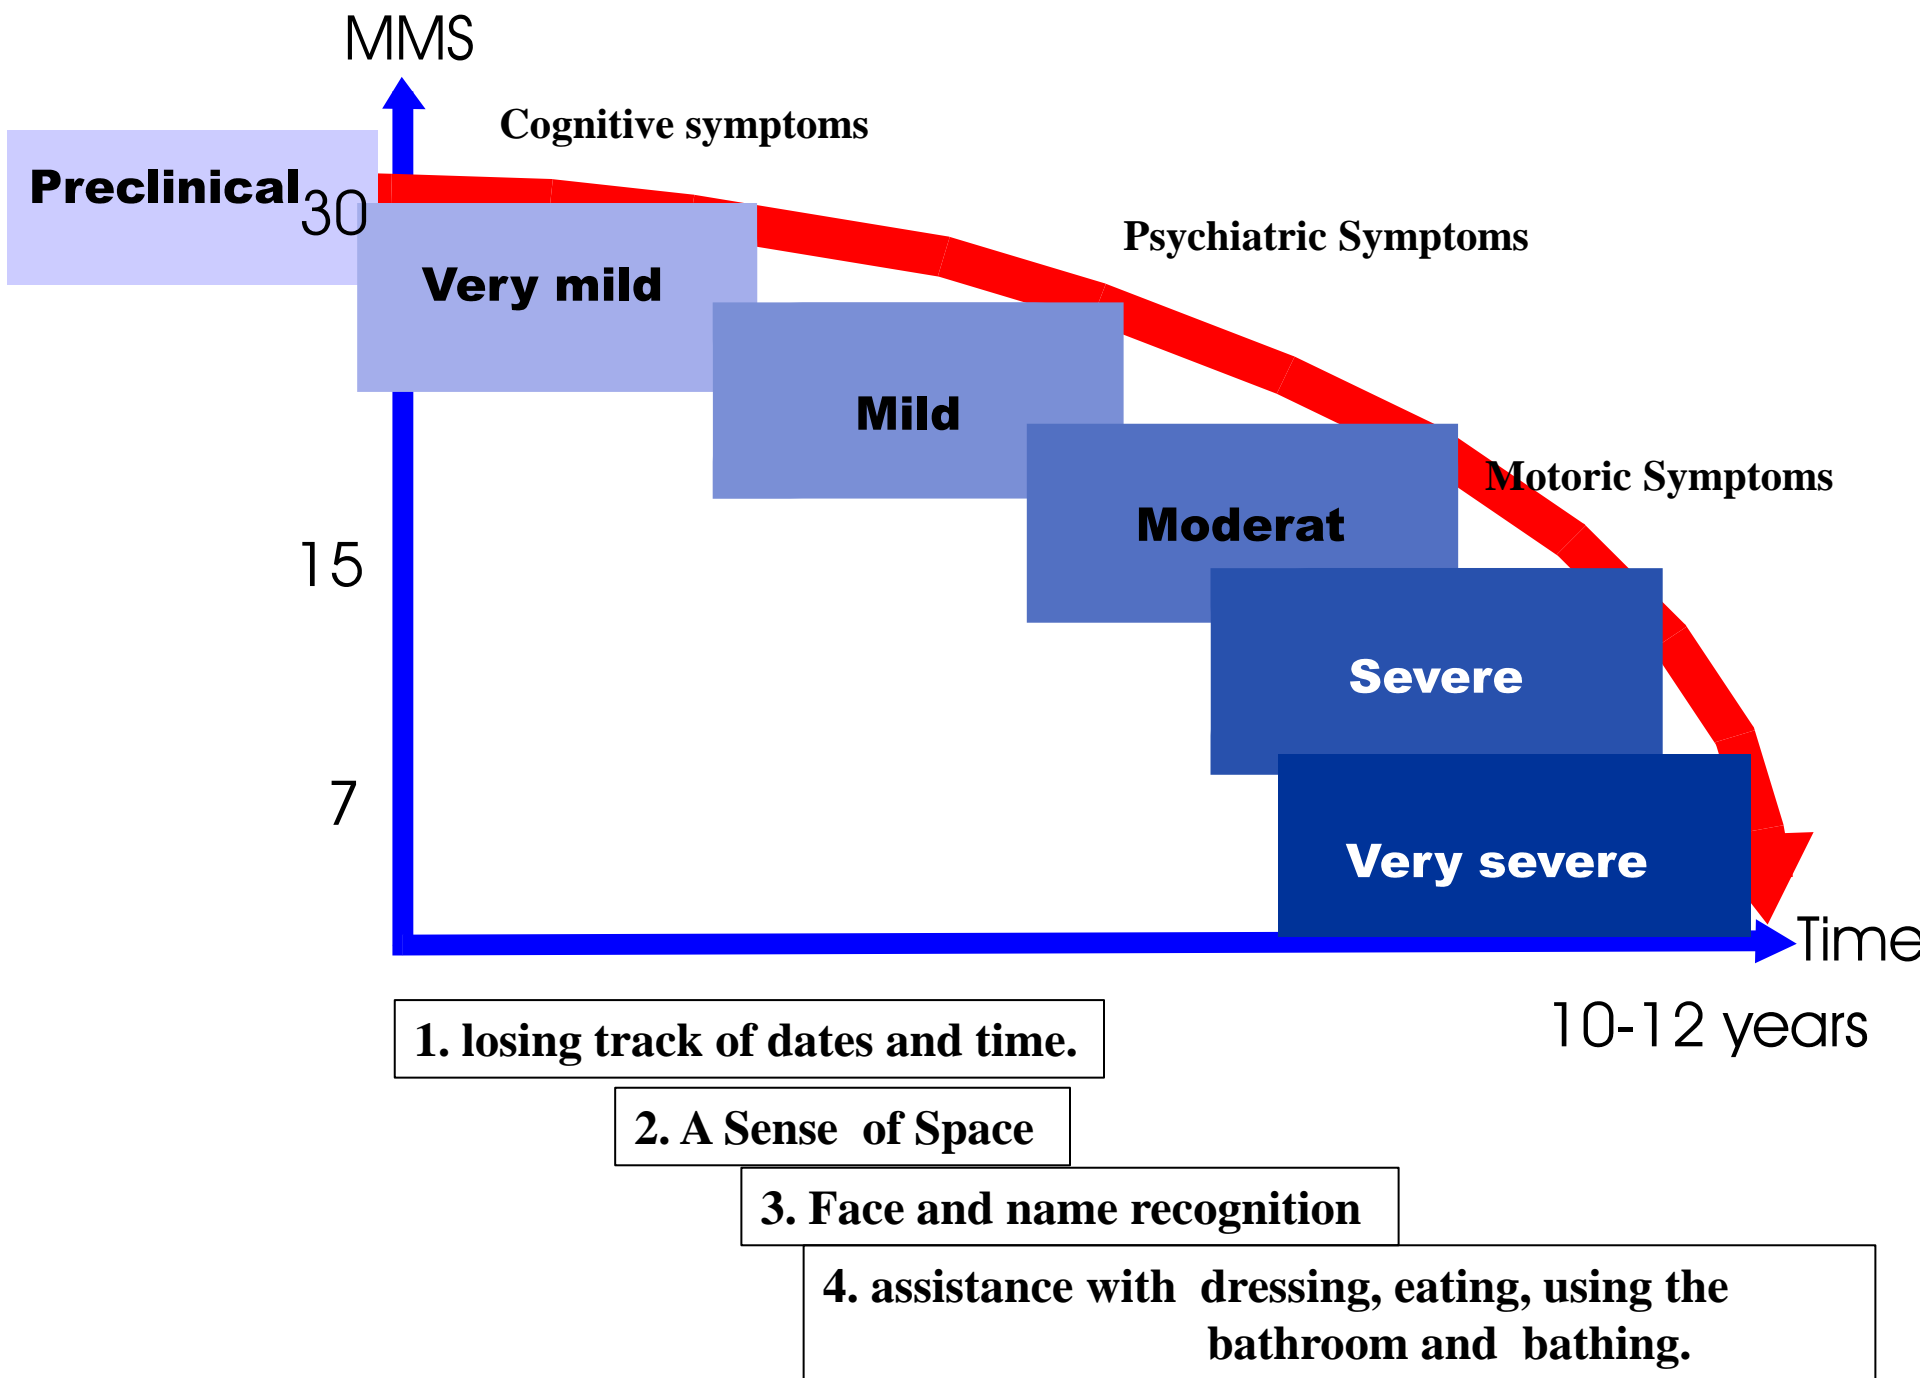 MMS
Cognitive symptoms
Preclinical
30
Psychiatric Symptoms
Very mild
Mild
Motoric Symptoms
Moderat
15
Severe
7
Very severe
Time
10-12 years
1. losing track of dates and time.
2. A Sense of Space
3. Face and name recognition
4. assistance with dressing, eating, using the
bathroom and bathing.